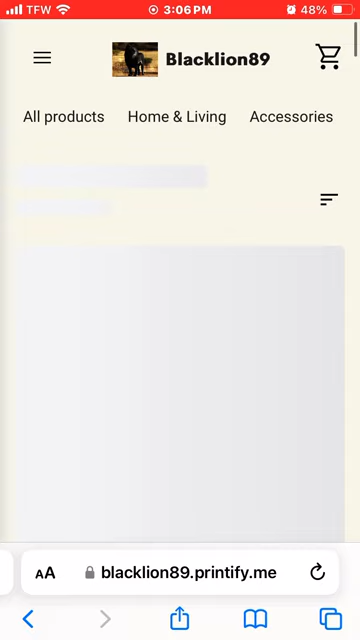 TFW 3:06 PM 48%
Blacklion89
All products Home & Living Accessories
AA blacklion89.printify.me